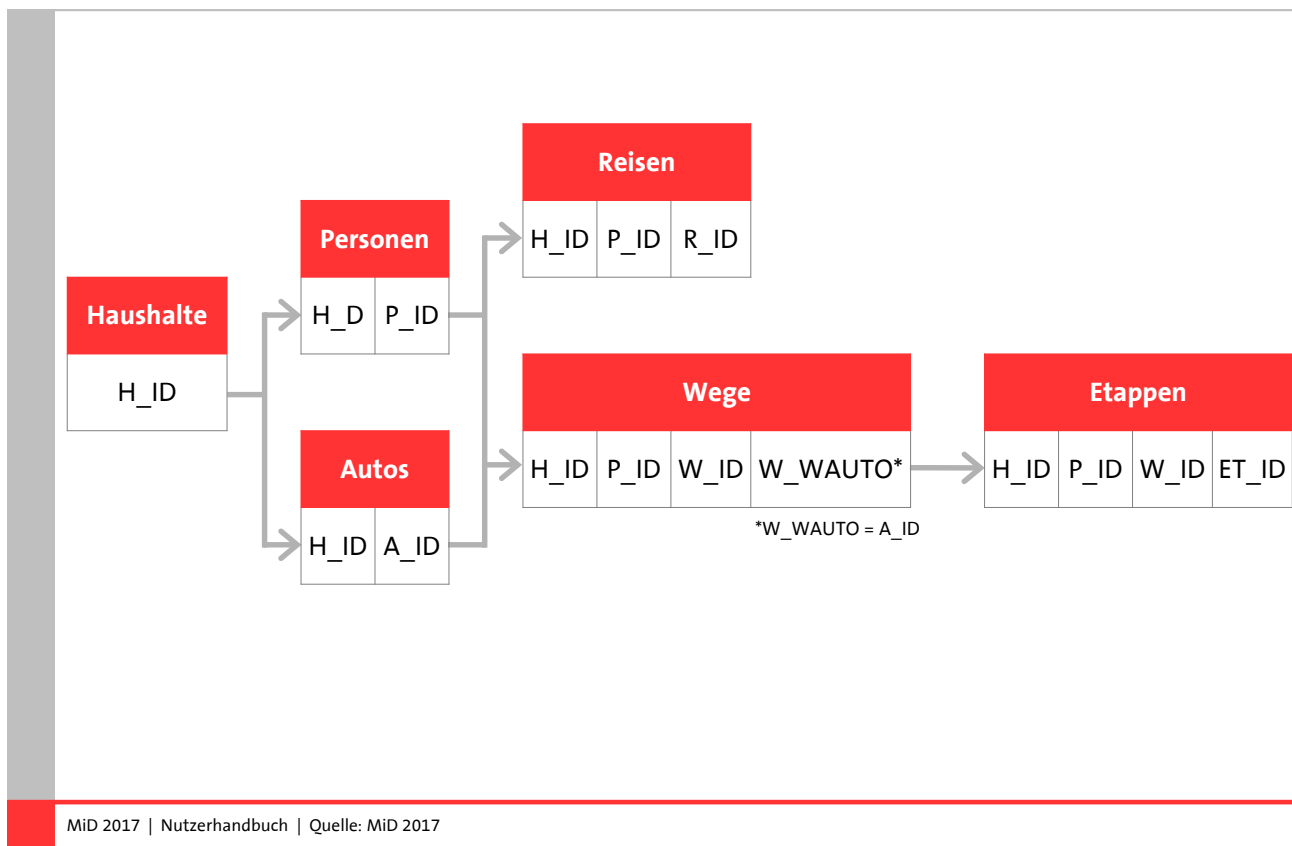 Reisen
H_ID P_ID R_ID
Personen
H_D P_ID
Haushalte
H_ID
Wege
H_ID P_ID W_ID W_WAUTO*
*W_WAUTO = A_ID
Etappen
H_ID P_ID W_ID ET_ID
Autos
H_ID A_ID
MiD 2017 | Nutzerhandbuch | Quelle: MiD 2017